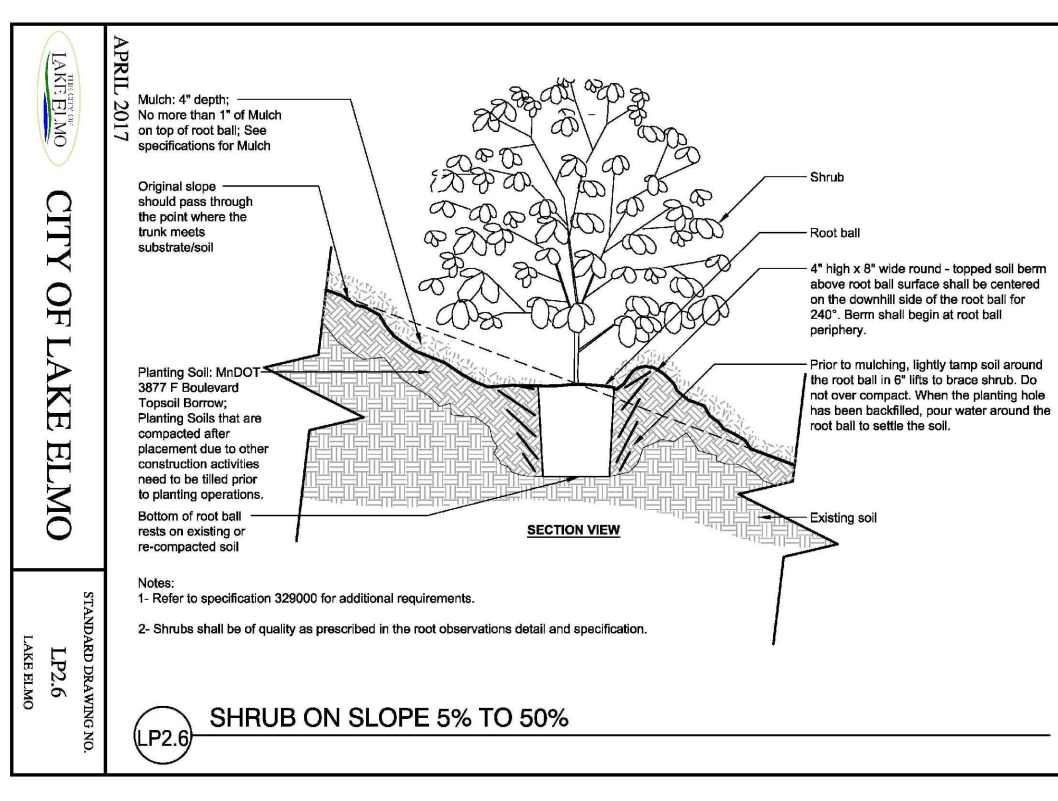 THE CITY OF
LAKE ELMO
CITY OF LAKE ELMO
STANDARD DRAWING NO.
LP2.6
LAKE ELMO
APRIL 2017
Mulch: 4" depth;
No more than 1" of Mulch
on top of root ball; See
specifications for Mulch
Original slope
should pass through
the point where the
trunk meets
substrate/soil
Planting Soil: MnDOT
3877 F Boulevard
Topsoil Borrow;
Planting Soils that are
compacted after
placement due to other
construction activities
need to be tilled prior
to planting operations.
Bottom of root ball
rests on existing or
re-compacted soil
Shrub
Root ball
4" high x 8" wide round - topped soil berm
above root ball surface shall be centered
on the downhill side of the root ball for
240°. Berm shall begin at root ball
periphery.
Prior to mulching, lightly tamp soil around
the root ball in 6" lifts to brace shrub. Do
not over compact. When the planting hole
has been backfilled, pour water around the
root ball to settle the soil.
Existing soil
SECTION VIEW
Notes:
1- Refer to specification 329000 for additional requirements.
2- Shrubs shall be of quality as prescribed in the root observations detail and specification.
LP2.6
SHRUB ON SLOPE 5% TO 50%